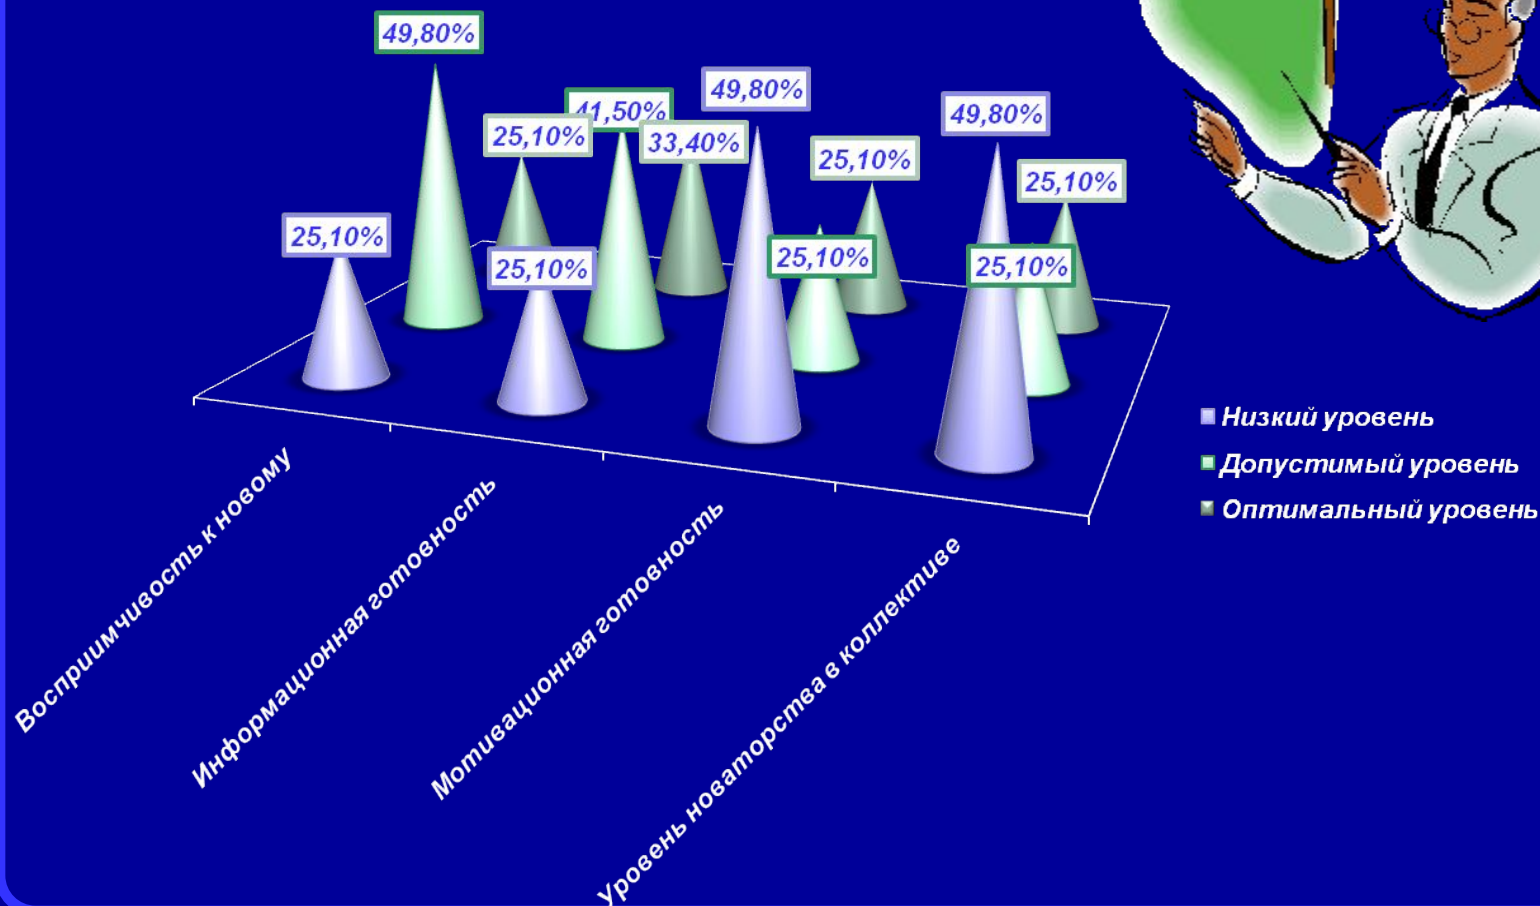 49,80%
49,80%
41,50%
49,80%
25,10%
33,40%
25,10%
25,10%
25,10%
25,10%
25,10%
25,10%
Низкий уровень
Допустимый уровень
Оптимальный уровень
Восприимчивость к новому
Информационная готовность
Мотивационная готовность
Уровень новаторства в коллективе